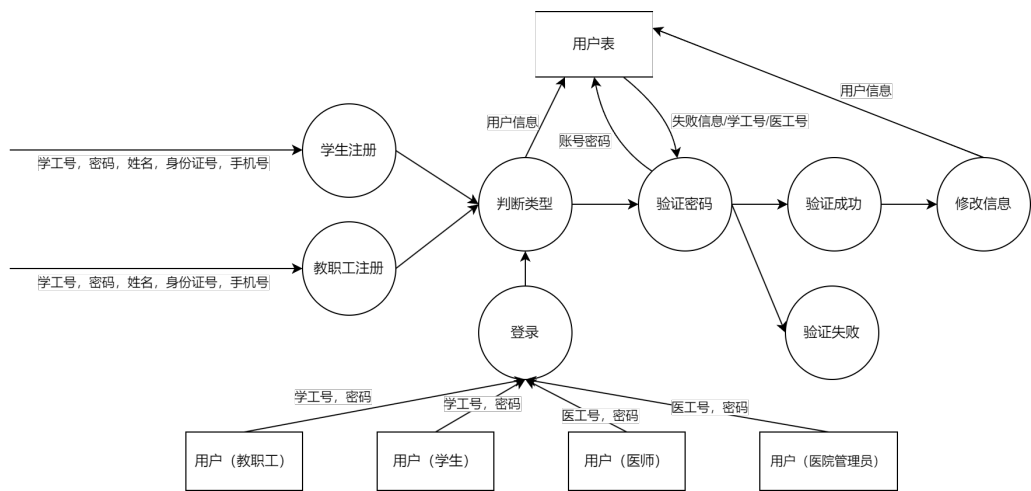 用户表
用户信息
失败信息/学工号/医工号
用户信息
账号密码
学生注册
学工号，密码，姓名，身份证号，手机号
判断类型
验证密码
验证成功
修改信息
教职工注册
学工号，密码，姓名，身份证号，手机号
登录
验证失败
学工号，密码
学工号，密码
医工号，密码
医工号，密码
用户（教职工）
用户（学生）
用户（医师）
用户（医院管理员）